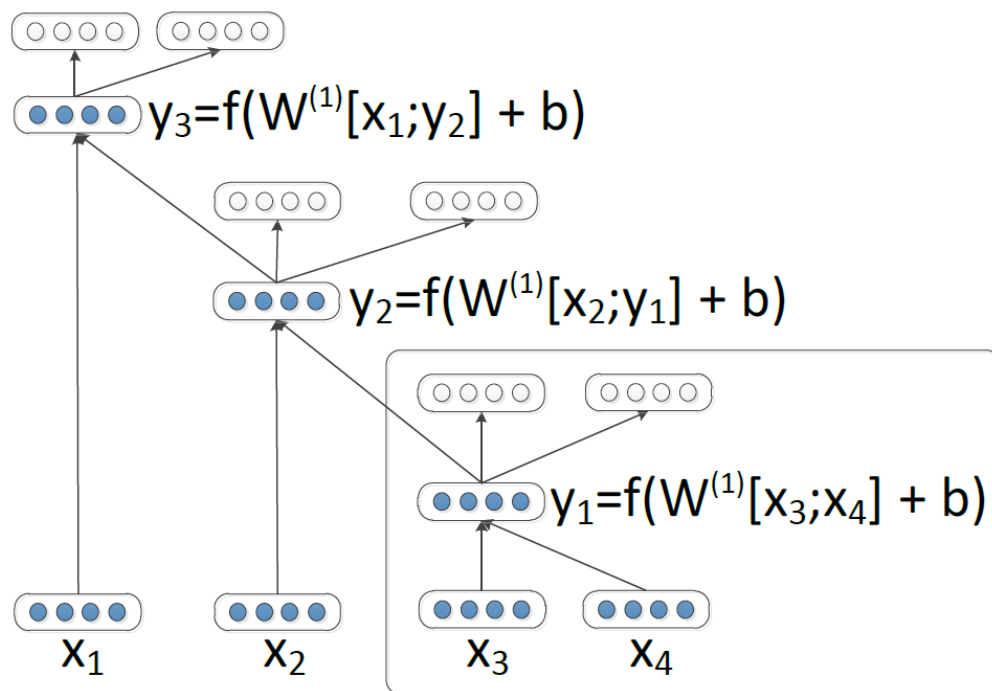 y₃=f(W⁽¹⁾[x₁;y₂] + b)
y₂=f(W⁽¹⁾[x₂;y₁] + b)
y₁=f(W⁽¹⁾[x₃;x₄] + b)
x₁ x₂ x₃ x₄